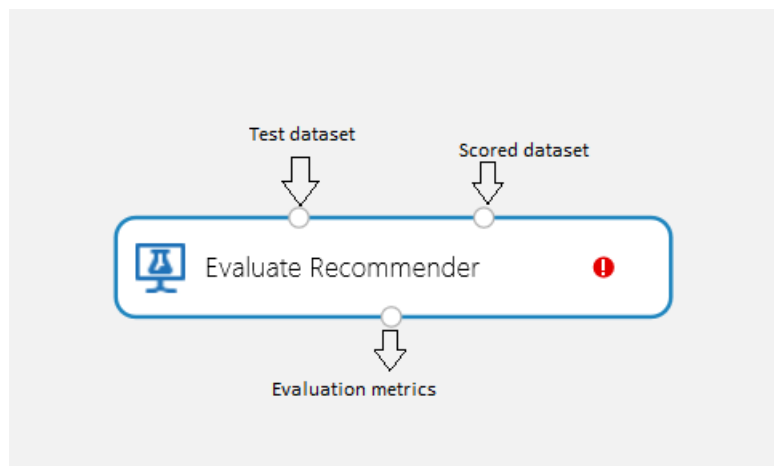 Test dataset
Scored dataset
Evaluate Recommender
Evaluation metrics